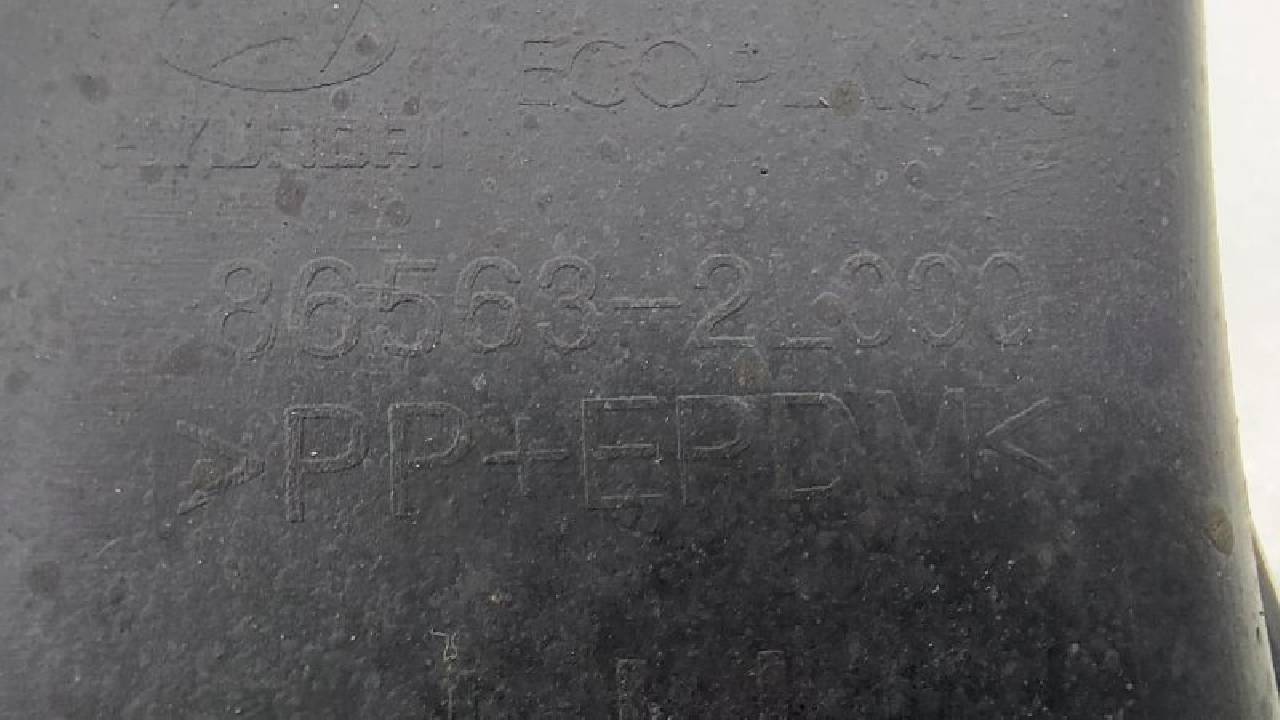 ECOPLASTIC
HYUNDAI
86563-2L000
>PP+EPDM<